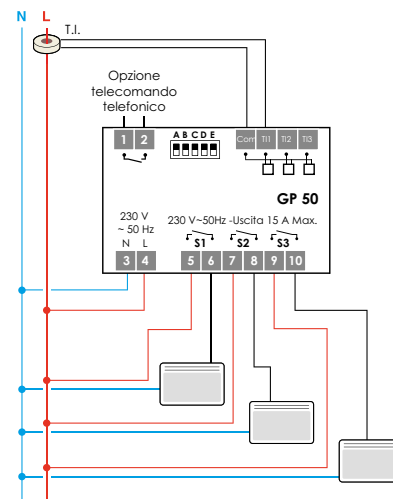 N L
T.I.
Opzione
telecomando
telefonico
1 2
A B C D E
Com TI1 TI2 TI3
GP 50
230 V
~ 50 Hz
N L
230 V~50Hz -Uscita 15 A Max.
S1 S2 S3
3 4 5 6 7 8 9 10